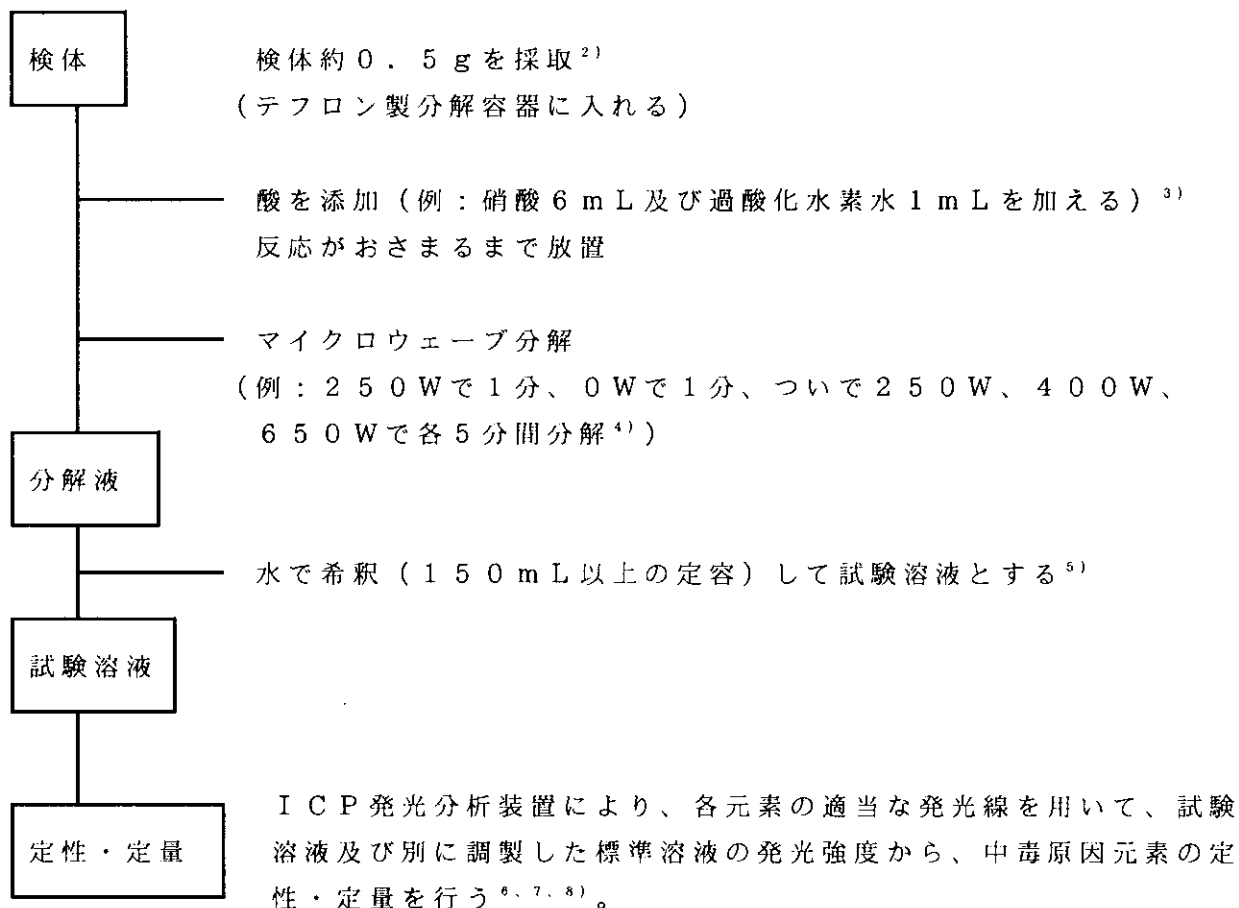 検体
検体約0.5gを採取2)
(テフロン製分解容器に入れる)
酸を添加(例:硝酸6mL及び過酸化水素水1mLを加える)3)
反応がおさまるまで放置
マイクロウェーブ分解
(例:250Wで1分、0Wで1分、ついで250W、400W、
650Wで各5分間分解4))
分解液
水で希釈(150mL以上の定容)して試験溶液とする5)
試験溶液
ICP発光分析装置により、各元素の適当な発光線を用いて、試験
定性・定量
溶液及び別に調製した標準溶液の発光強度から、中毒原因元素の定
性・定量を行う6、7、8)。